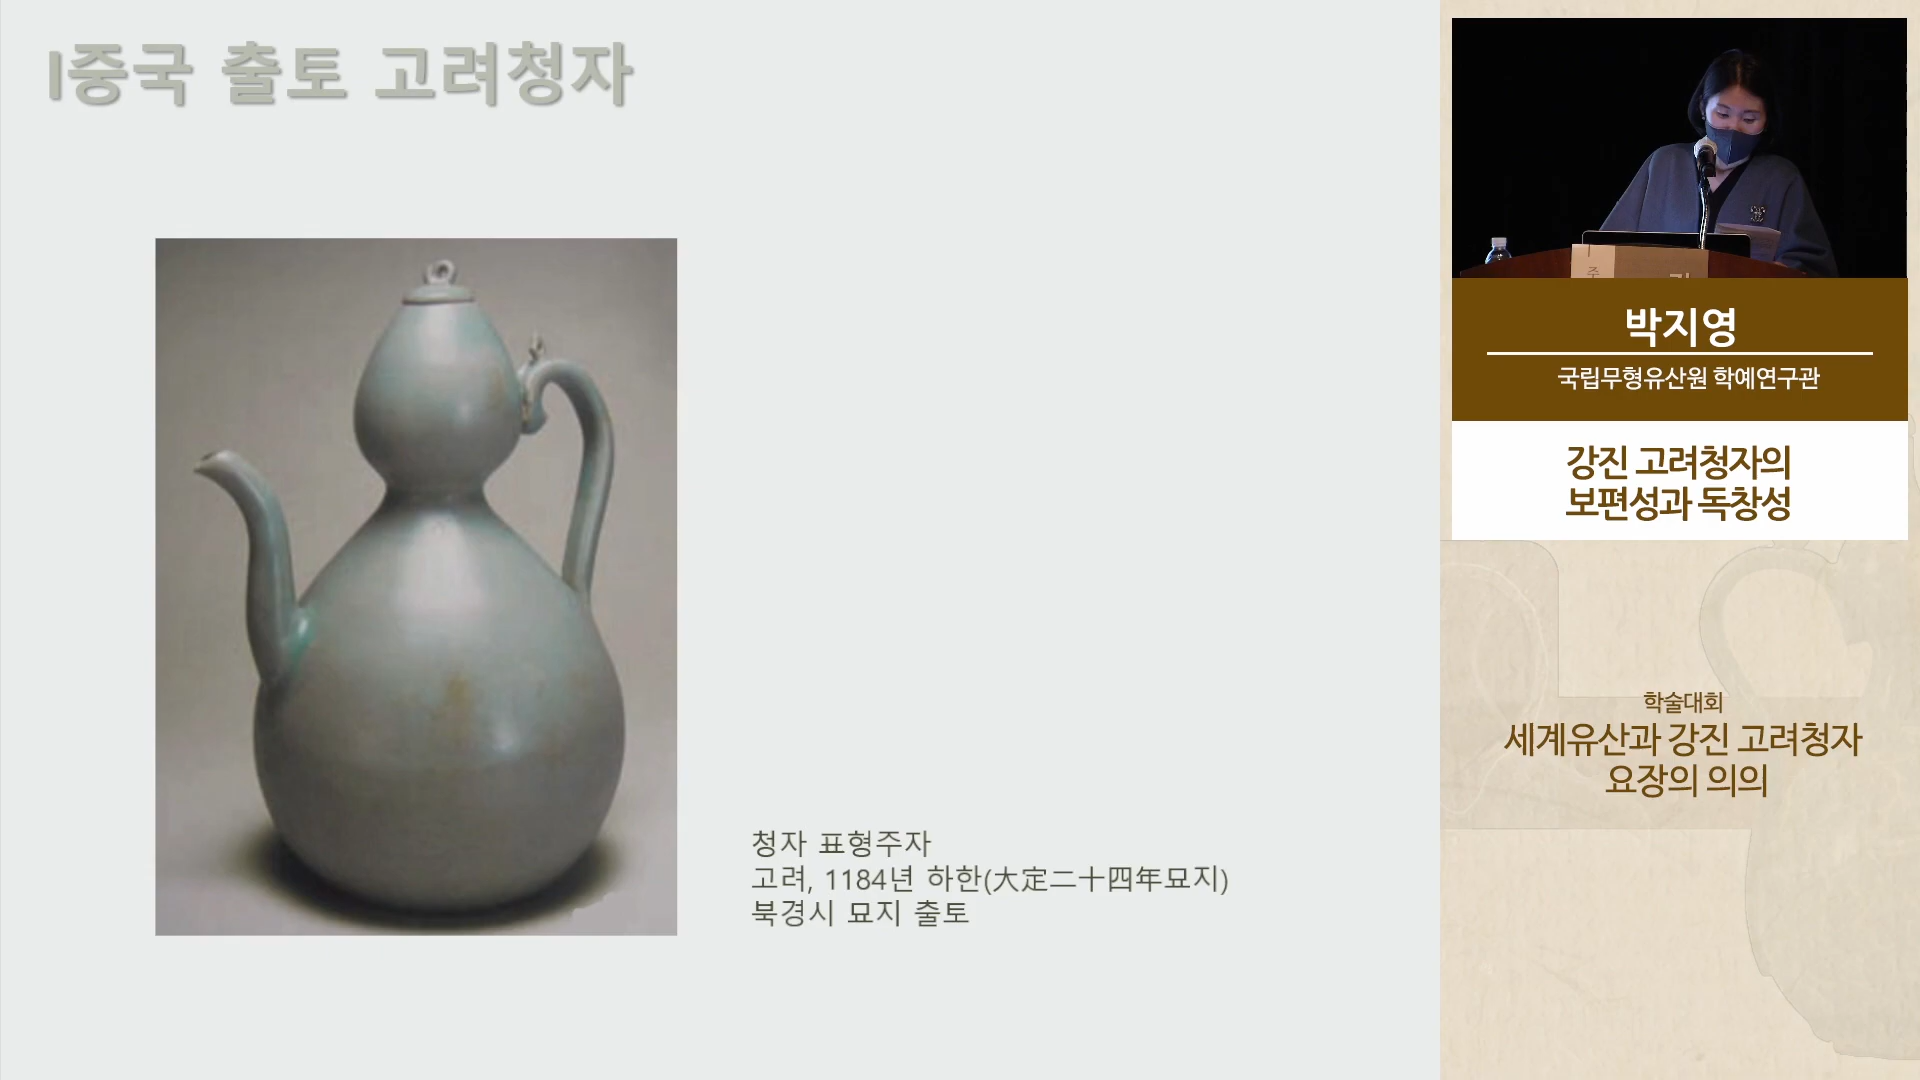 I중국 출토 고려청자
청자 표형주자
고려, 1184년 하한(大定二十四年묘지)
북경시 묘지 출토
주
박지영
국립무형유산원 학예연구관
강진 고려청자의
보편성과 독창성
학술대회
세계유산과 강진 고려청자
요장의 의의